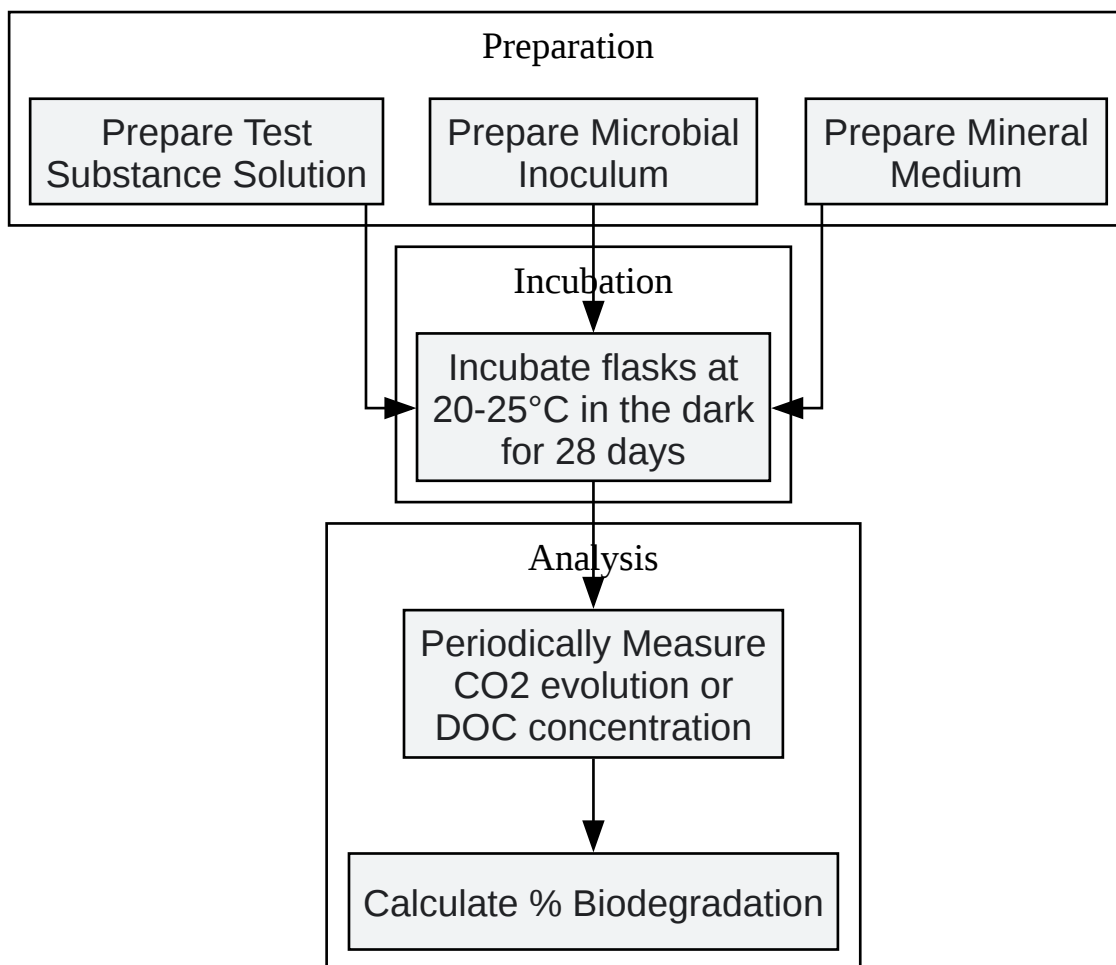 Preparation
Prepare Test
Substance Solution
Prepare Microbial
Inoculum
Prepare Mineral
Medium
Incubation
Incubate flasks at
20-25°C in the dark
for 28 days
Analysis
Periodically Measure
CO2 evolution or
DOC concentration
Calculate % Biodegradation